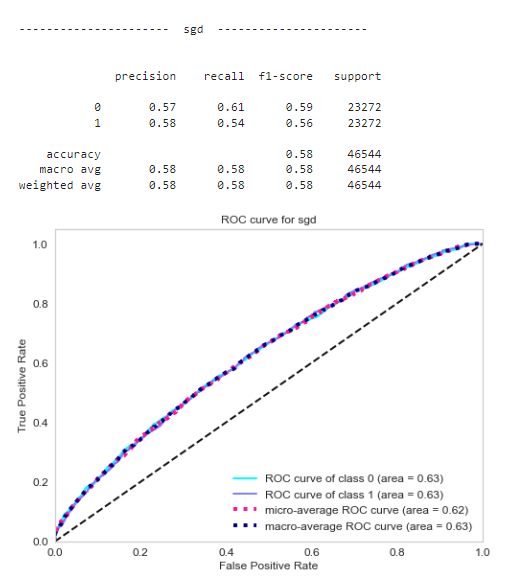 --------------------- sgd ---------------------
precision recall f1-score support
0 0.57 0.61 0.59 23272
1 0.58 0.54 0.56 23272
accuracy 0.58 46544
macro avg 0.58 0.58 0.58 46544
weighted avg 0.58 0.58 0.58 46544
ROC curve for sgd
1.0
0.8
0.6
0.4
0.2
0.0
True Positive Rate
ROC curve of class 0 (area = 0.63)
ROC curve of class 1 (area = 0.63)
micro-average ROC curve (area = 0.62)
macro-average ROC curve (area = 0.63)
0.0 0.2 0.4 0.6 0.8 1.0
False Positive Rate